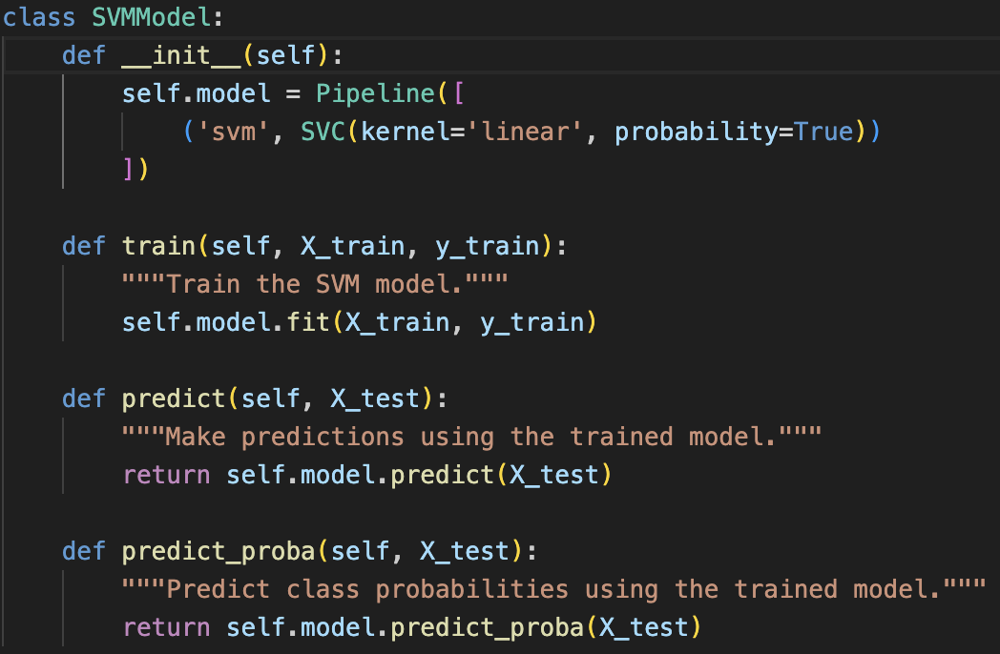 class SVMModel:
    def __init__(self):
        self.model = Pipeline([
            ('svm', SVC(kernel='linear', probability=True))
        ])
    def train(self, X_train, y_train):
        """Train the SVM model."""
        self.model.fit(X_train, y_train)
    def predict(self, X_test):
        """Make predictions using the trained model."""
        return self.model.predict(X_test)
    def predict_proba(self, X_test):
        """Predict class probabilities using the trained model."""
        return self.model.predict_proba(X_test)